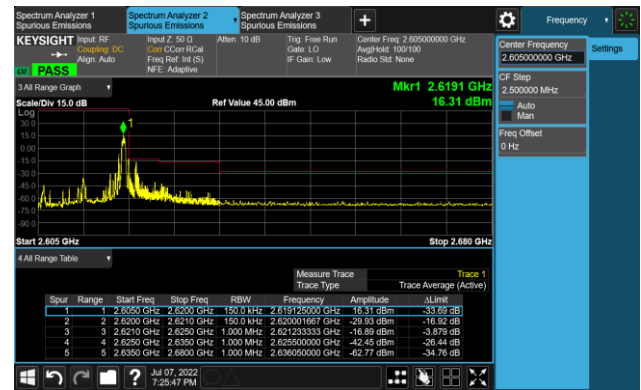 Spectrum Analyzer 1
Spurious Emissions
Spectrum Analyzer 2
Spurious Emissions
Spectrum Analyzer 3
Spurious Emissions
Frequency
KEYSIGHT
Input: RF
Coupling: DC
Align: Auto
Input Z: 50 Ω
Corr CCorr RCal
Freq Ref: Int (S)
NFE: Adaptive
Atten: 10 dB
Trig: Free Run
Gate: LO
IF Gain: Low
Center Freq: 2.605000000 GHz
Avg|Hold: 100/100
Radio Std: None
PASS
Center Frequency
2.605000000 GHz
Settings
CF Step
2.500000 MHz
Auto
Man
Freq Offset
0 Hz
3 All Range Graph
Mkr1 2.6191 GHz
Scale/Div 15.0 dB
Ref Value 45.00 dBm
16.31 dBm
Log
30.0
15.0
0.00
-15.0
-30.0
-45.0
-60.0
-75.0
-90.0
1
Start 2.605 GHz
Stop 2.680 GHz
4 All Range Table
Measure Trace
Trace 1
Trace Type
Trace Average (Active)
Spur Range Start Freq Stop Freq RBW Frequency Amplitude ΔLimit
1 1 2.6050 GHz 2.6200 GHz 150.0 kHz 2.619125000 GHz 16.31 dBm -33.69 dB
2 2 2.6200 GHz 2.6210 GHz 150.0 kHz 2.620001667 GHz -29.93 dBm -16.92 dB
3 3 2.6210 GHz 2.6250 GHz 1.000 MHz 2.621233333 GHz -16.89 dBm -3.879 dB
4 4 2.6250 GHz 2.6350 GHz 1.000 MHz 2.625500000 GHz -42.45 dBm -26.44 dB
5 5 2.6350 GHz 2.6800 GHz 1.000 MHz 2.636050000 GHz -62.77 dBm -34.76 dB
Jul 07, 2022
7:25:47 PM